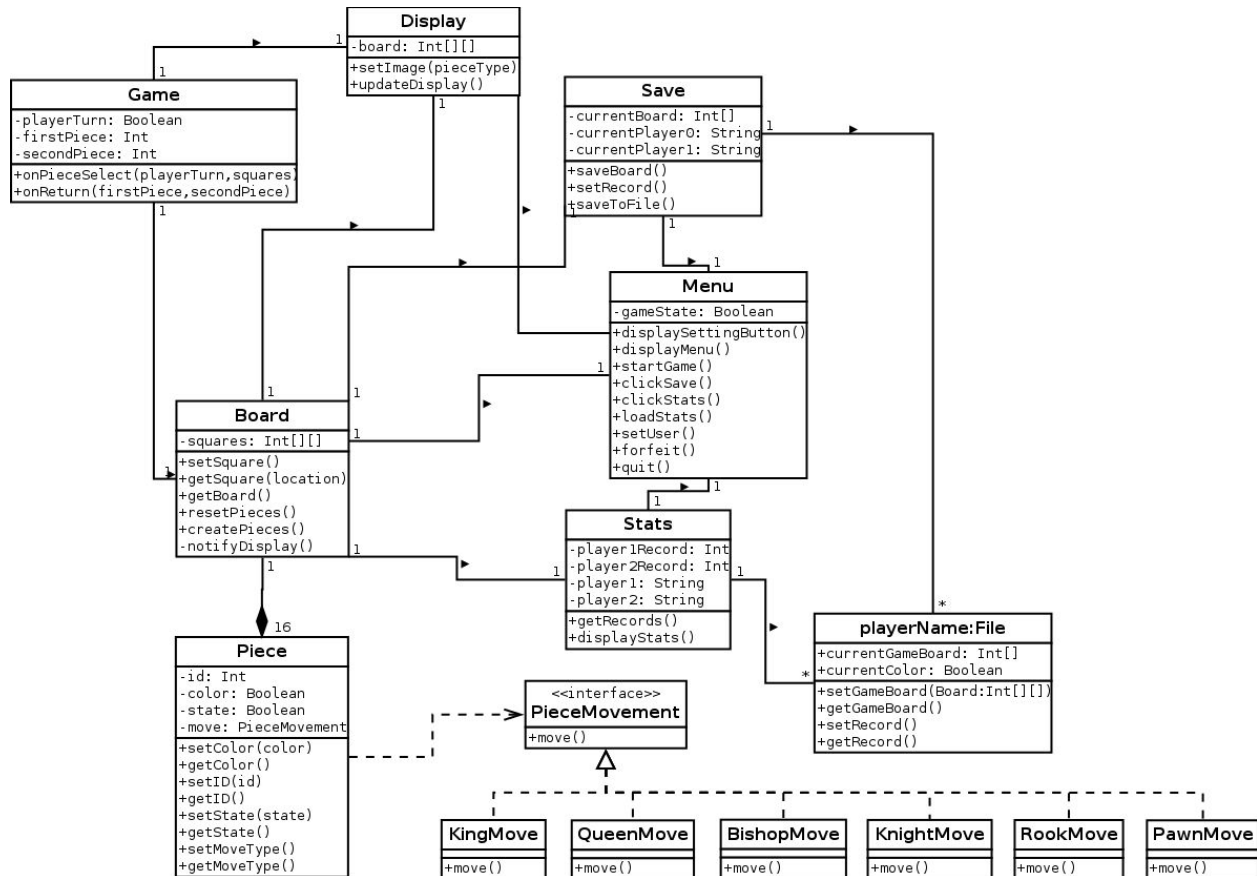 Display
-board: Int[][]
+setImage(pieceType)
+updateDisplay()
1
1
1
Game
-playerTurn: Boolean
-firstPiece: Int
-secondPiece: Int
+onPieceSelect(playerTurn,squares)
+onReturn(firstPiece,secondPiece)
1
Save
-currentBoard: Int[]
-currentPlayer0: String
-currentPlayer1: String
+saveBoard()
+setRecord()
+saveToFile()
1
1
1
1
Menu
-gameState: Boolean
+displaySettingButton()
+displayMenu()
+startGame()
+clickSave()
+clickStats()
+loadStats()
+setUser()
+forfeit()
+quit()
1
1
1
1
1
Board
-squares: Int[][]
+setSquare()
+getSquare(location)
+getBoard()
+resetPieces()
+createPieces()
-notifyDisplay()
1
1
1
1
1
1
Stats
-player1Record: Int
-player2Record: Int
-player1: String
-player2: String
+getRecords()
+displayStats()
1
*
*
playerName:File
+currentGameBoard: Int[]
+currentColor: Boolean
+setGameBoard(Board:Int[][])
+getGameBoard()
+setRecord()
+getRecord()
16
Piece
-id: Int
-color: Boolean
-state: Boolean
-move: PieceMovement
+setColor(color)
+getColor()
+setID(id)
+getID()
+setState(state)
+getState()
+setMoveType()
+getMoveType()
<<interface>>
PieceMovement
+move()
KingMove
+move()
QueenMove
+move()
BishopMove
+move()
KnightMove
+move()
RookMove
+move()
PawnMove
+move()